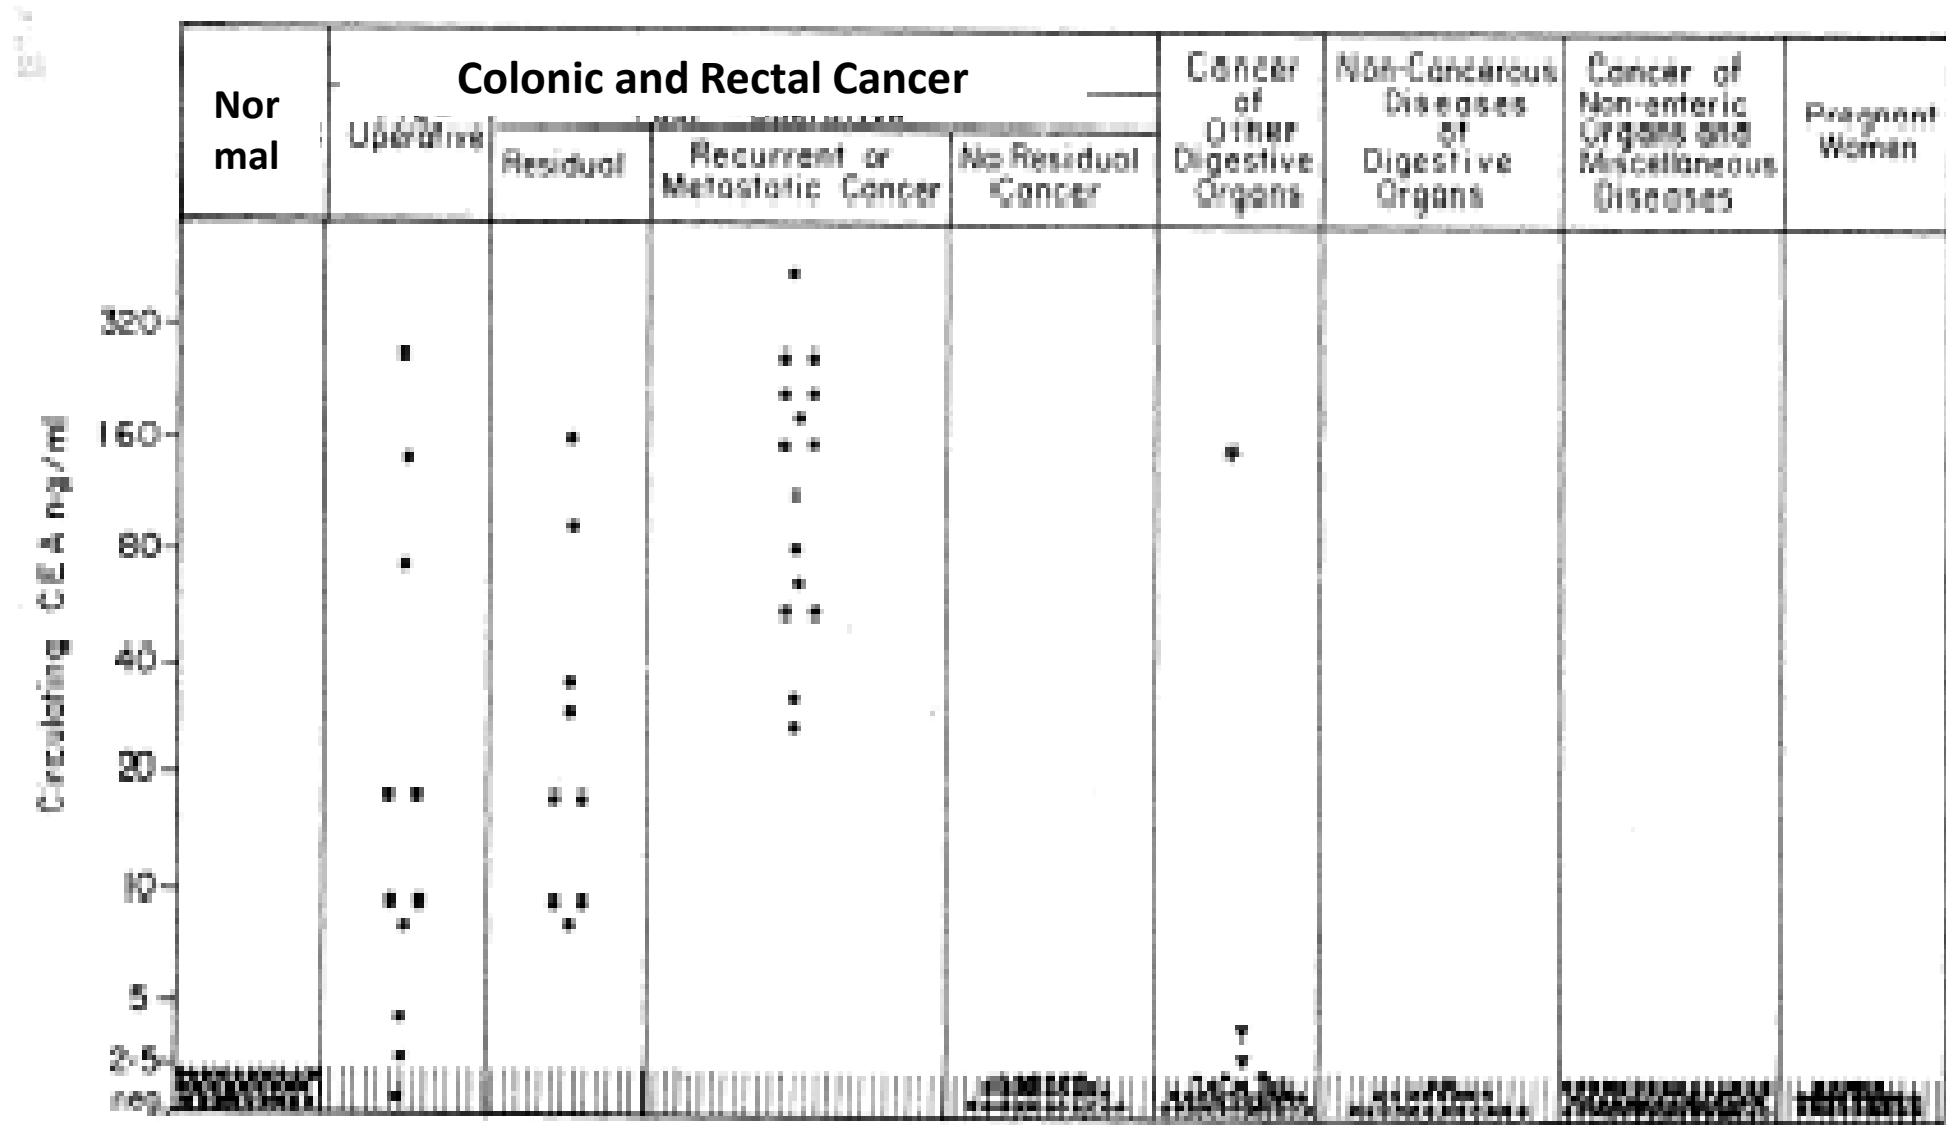 Nor
mal
Colonic and Rectal Cancer
Operative
Residual
Recurrent or
Metastatic Cancer
No Residual
Cancer
Cancer
of
Other
Digestive
Organs
Non-Cancerous
Diseases
of
Digestive
Organs
Cancer of
Non-enteric
Organs and
Miscellaneous
Diseases
Pregnant
Women
Circulating CEA ng/ml
320
160
80
40
20
10
5
2·5
neg.